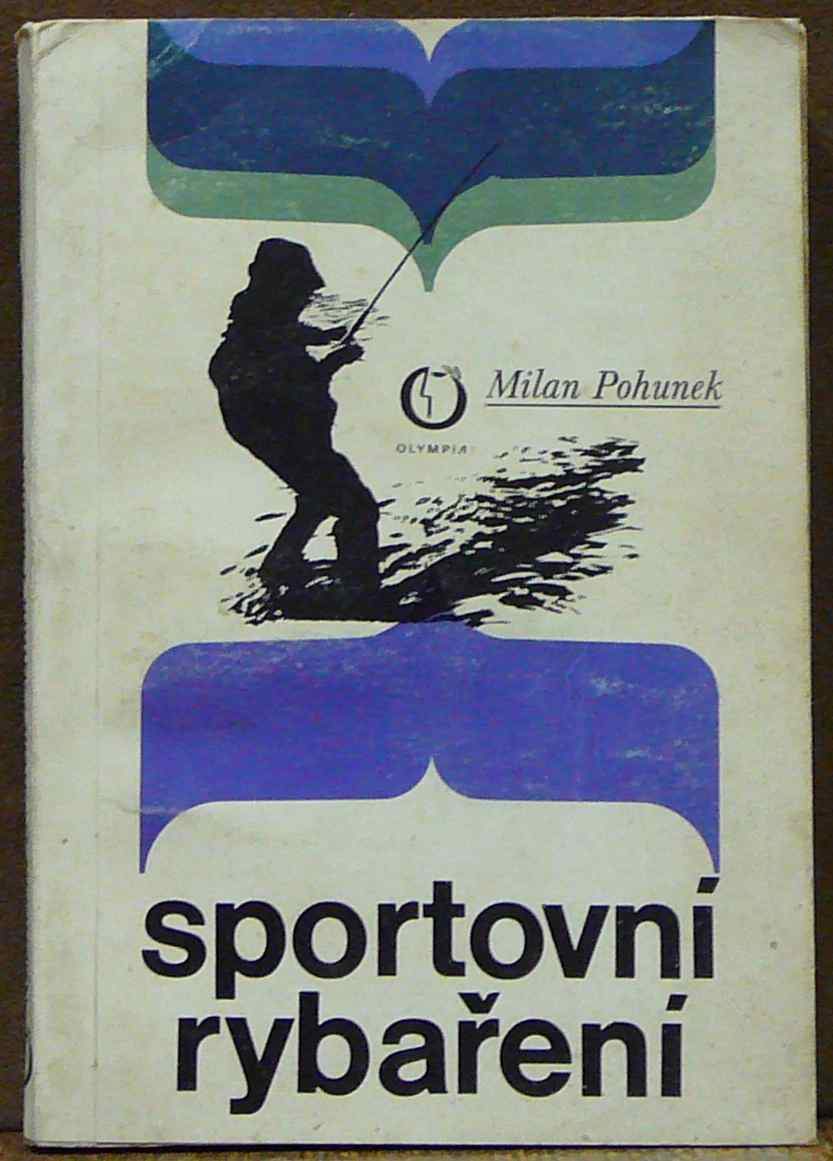 Milan Pohunek
OLYMPIA
sportovní
rybaření